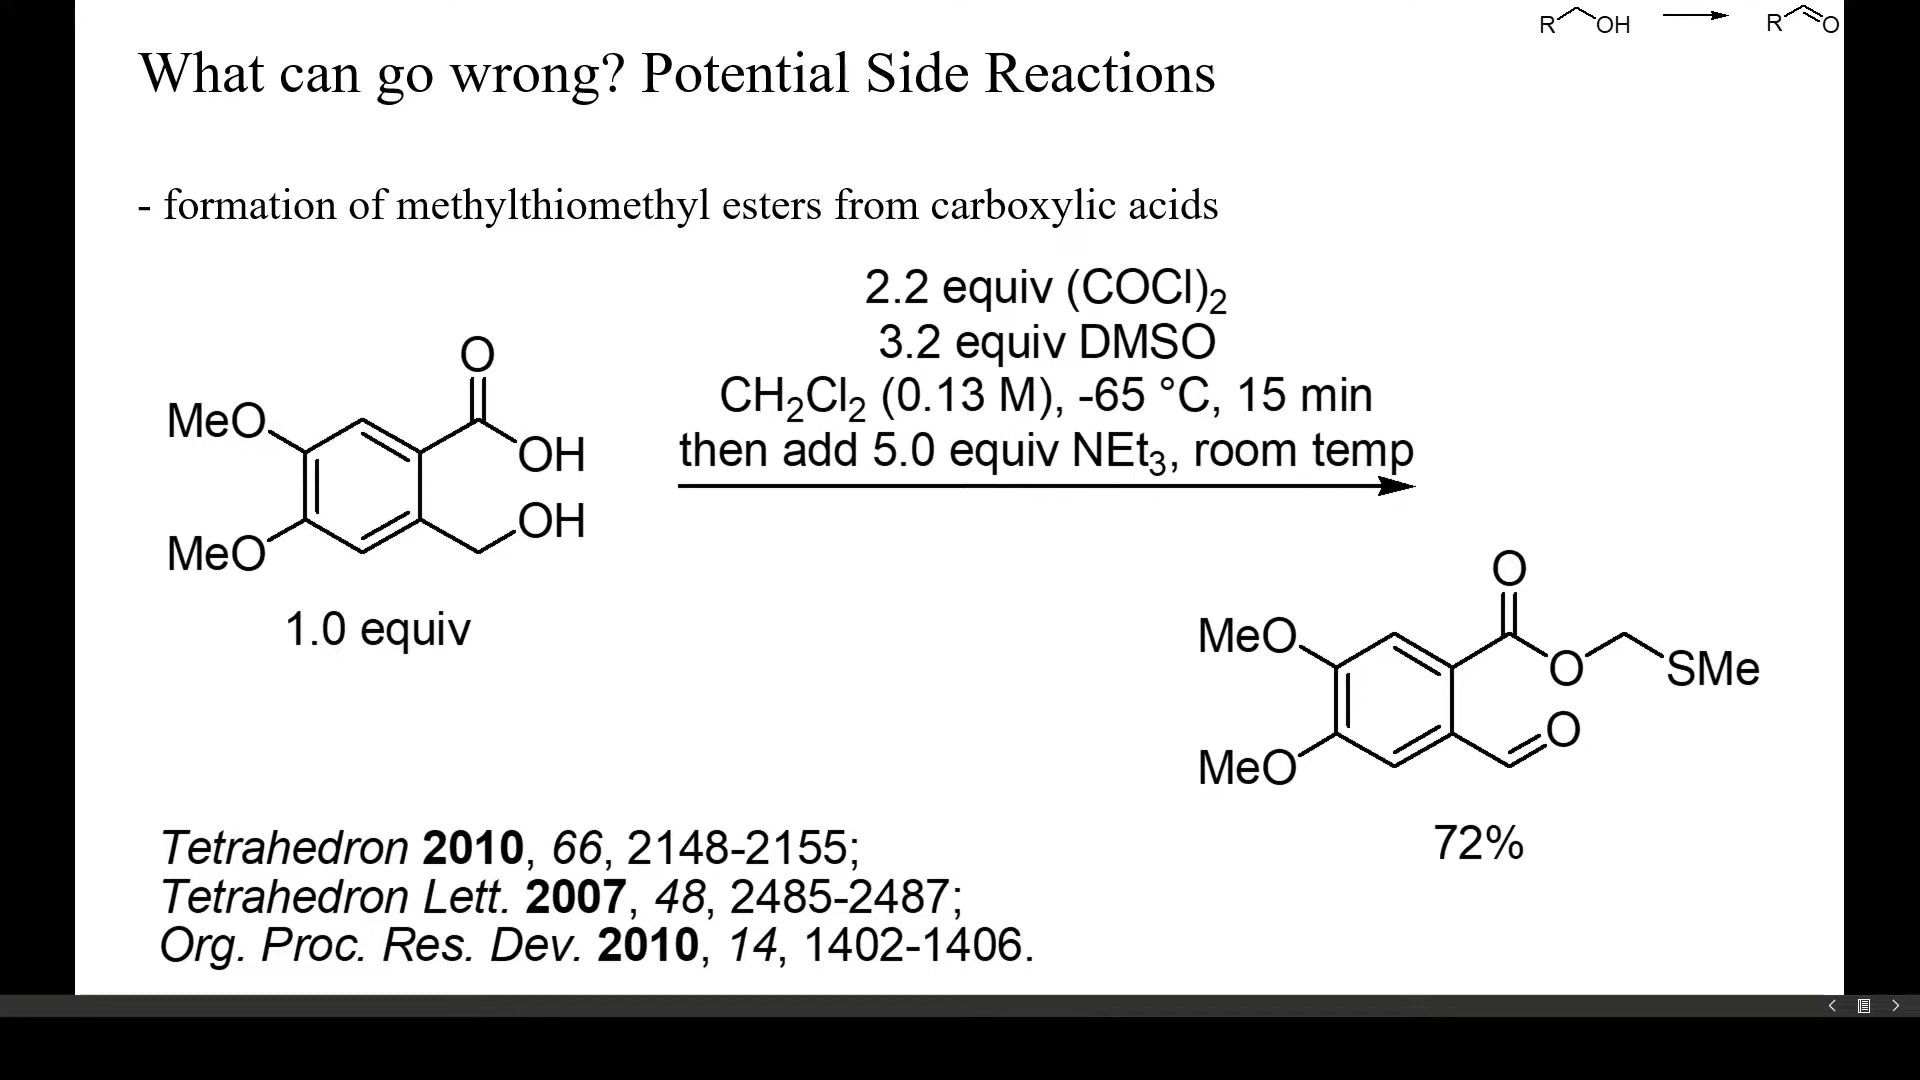 R OH R O
What can go wrong? Potential Side Reactions
- formation of methylthiomethyl esters from carboxylic acids
2.2 equiv (COCl)₂
3.2 equiv DMSO
CH₂Cl₂ (0.13 M), -65 °C, 15 min
then add 5.0 equiv NEt₃, room temp
O
MeO
OH
OH
MeO
1.0 equiv
O
MeO
O
SMe
O
MeO
72%
Tetrahedron 2010, 66, 2148-2155;
Tetrahedron Lett. 2007, 48, 2485-2487;
Org. Proc. Res. Dev. 2010, 14, 1402-1406.